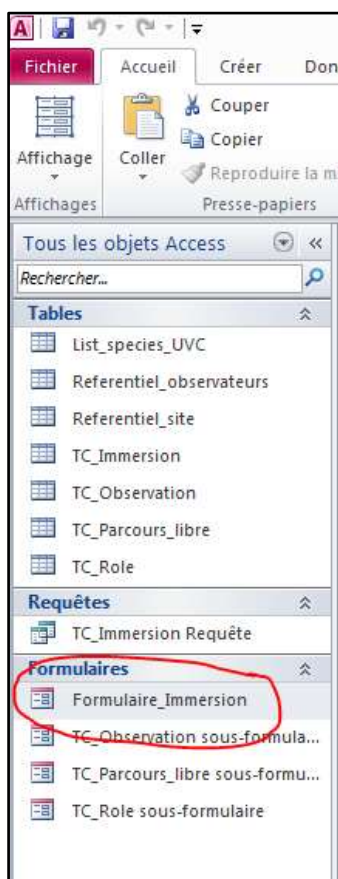 A
Fichier Accueil Créer Don
Affichage
Coller
Couper
Copier
Reproduire la m
Affichages Presse-papiers
Tous les objets Access
Rechercher...
Tables
List_species_UVC
Referentiel_observateurs
Referentiel_site
TC_Immersion
TC_Observation
TC_Parcours_libre
TC_Role
Requêtes
TC_Immersion Requête
Formulaires
Formulaire_Immersion
TC_Observation sous-formula...
TC_Parcours_libre sous-formu...
TC_Role sous-formulaire